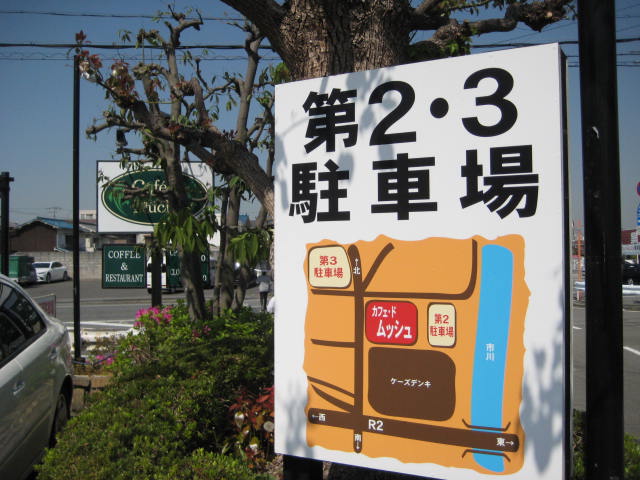 第2・3
駐車場
第3
駐車場
←北
カフェ・ド
ムッシュ
第2
駐車場
市川
ケーズデンキ
←西
R2
南→
東→
Café
COFFEE
&
RESTAURANT